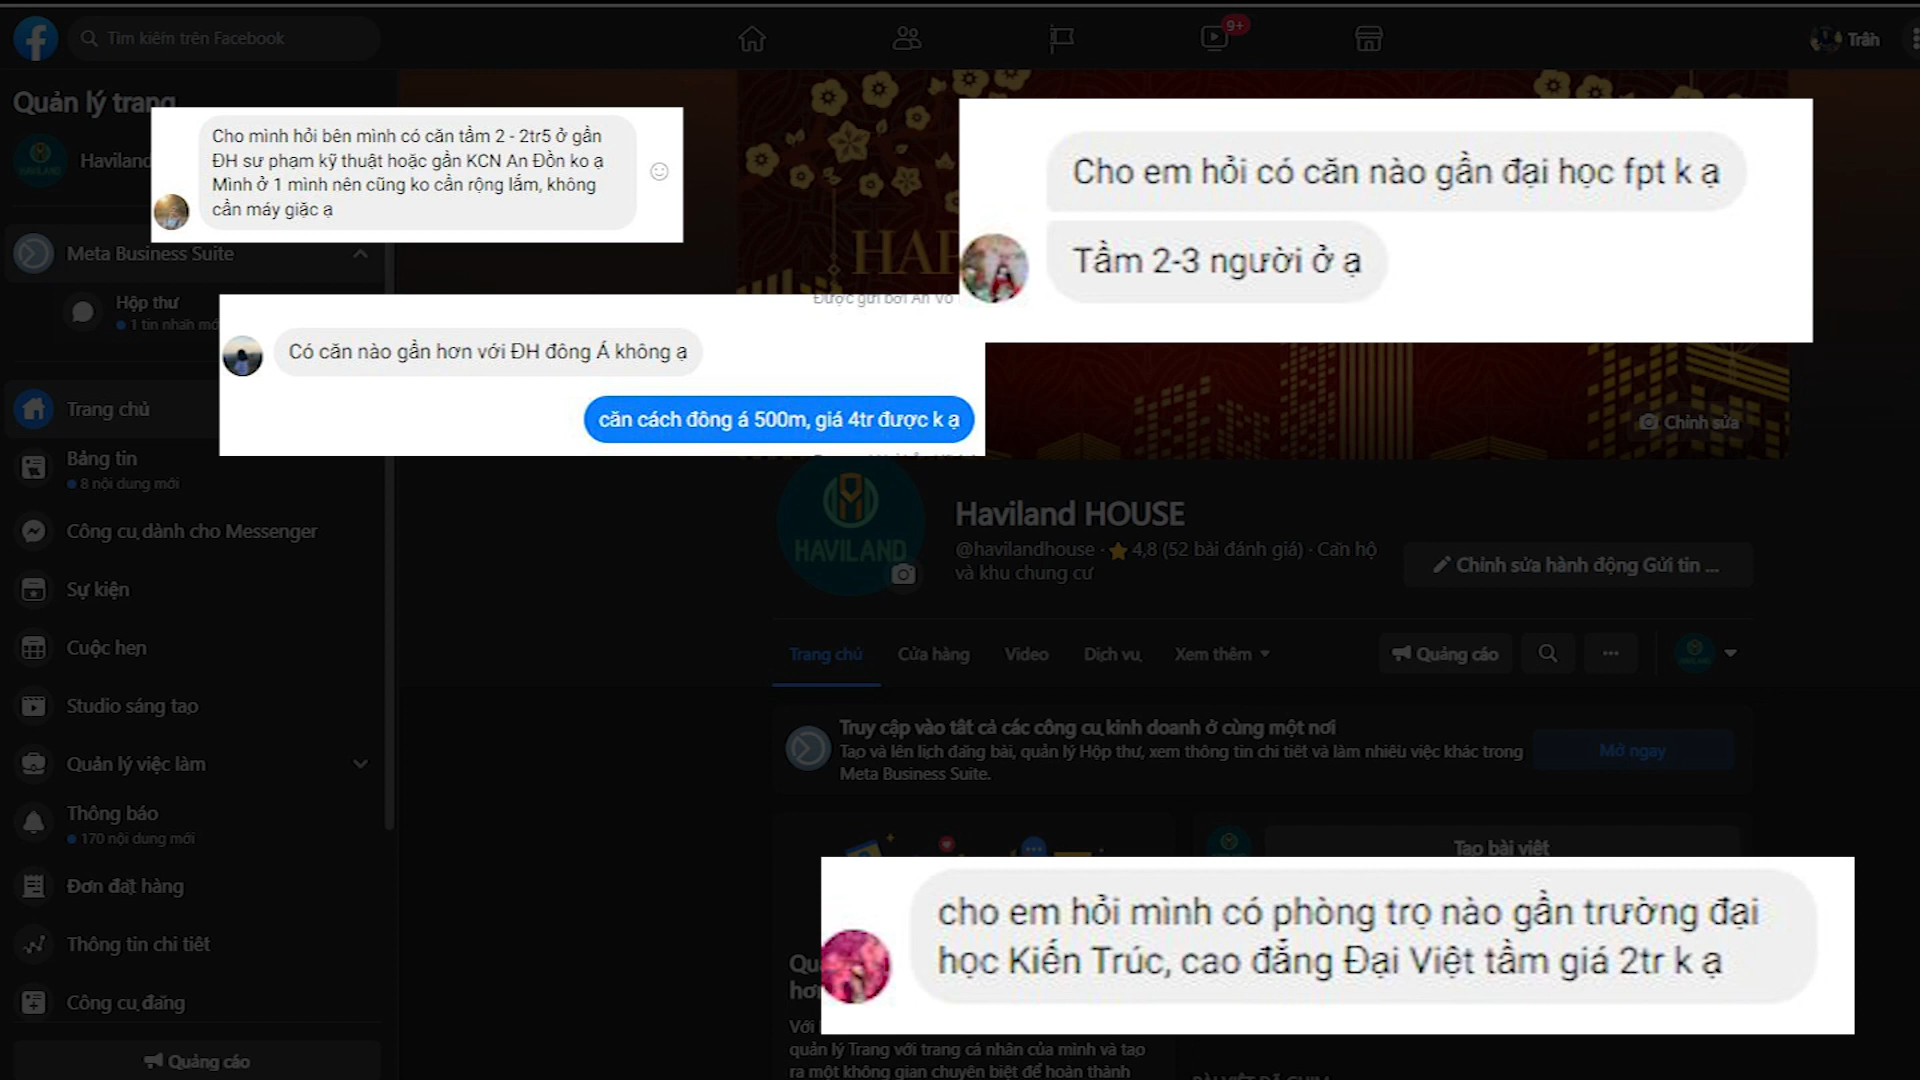 Tìm kiếm trên Facebook
9+
Trân
Quản lý trang
Haviland
Meta Business Suite
Hộp thư
1 tin nhắn mớ
Trang chủ
Bảng tin
8 nội dung mới
Công cụ dành cho Messenger
Sự kiện
Cuộc hẹn
Studio sáng tạo
Quản lý việc làm
Thông báo
170 nội dung mới
Đơn đặt hàng
Thông tin chi tiết
Công cụ đăng
Quảng cáo
Cho mình hỏi bên mình có căn tầm 2 - 2tr5 ở gần
ĐH sư phạm kỹ thuật hoặc gần KCN An Đồn ko ạ
Mình ở 1 mình nên cũng ko cần rộng lắm, không
cần máy giặc ạ
HAP
Cho em hỏi có căn nào gần đại học fpt k ạ
Tầm 2-3 người ở ạ
Được gửi bởi An Võ
Có căn nào gần hơn với ĐH đông Á không ạ
căn cách đông á 500m, giá 4tr được k ạ
Chỉnh sửa
HAVILAND
Haviland HOUSE
@havilandhouse · 4,8 (52 bài đánh giá) · Căn hộ
và khu chung cư
Chỉnh sửa hành động Gửi tin ...
Trang chủ
Cửa hàng
Video
Dịch vụ
Xem thêm
Quảng cáo
Truy cập vào tất cả các công cụ kinh doanh ở cùng một nơi
Tạo và lên lịch đăng bài, quản lý Hộp thư, xem thông tin chi tiết và làm nhiều việc khác trong
Meta Business Suite.
Mở ngay
Tạo bài viết
cho em hỏi mình có phòng trọ nào gần trường đại
học Kiến Trúc, cao đẳng Đại Việt tầm giá 2tr k ạ
Qu
hơn
Với
quản lý Trang với trang cá nhân của mình và tạo
ra một không gian chuyên biệt để hoàn thành